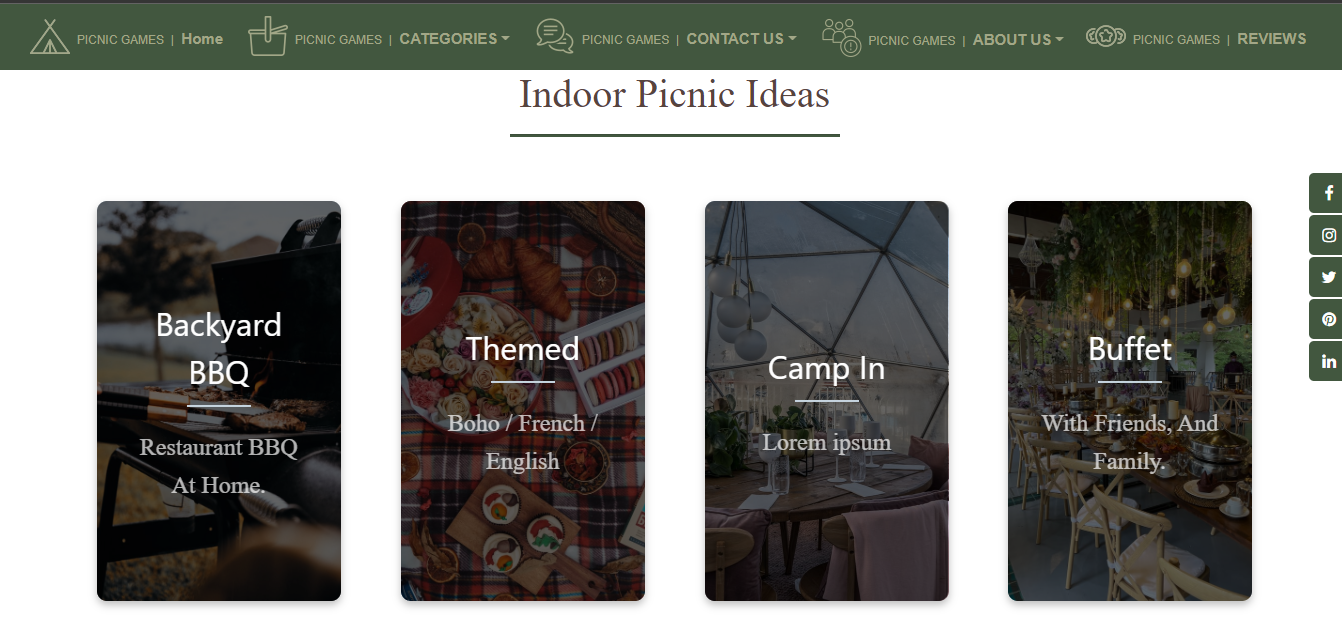 PICNIC GAMES | Home PICNIC GAMES | CATEGORIES PICNIC GAMES | CONTACT US PICNIC GAMES | ABOUT US PICNIC GAMES | REVIEWS
Indoor Picnic Ideas
Backyard
BBQ
Restaurant BBQ
At Home.
Themed
Boho / French /
English
Camp In
Lorem ipsum
Buffet
With Friends, And
Family.